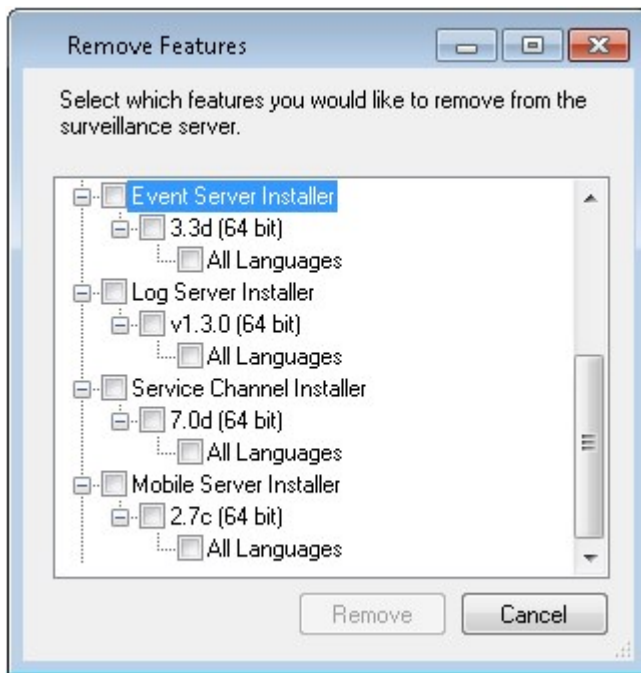 Remove Features
Select which features you would like to remove from the
surveillance server.
Event Server Installer
3.3d (64 bit)
All Languages
Log Server Installer
v1.3.0 (64 bit)
All Languages
Service Channel Installer
7.0d (64 bit)
All Languages
Mobile Server Installer
2.7c (64 bit)
All Languages
Remove
Cancel